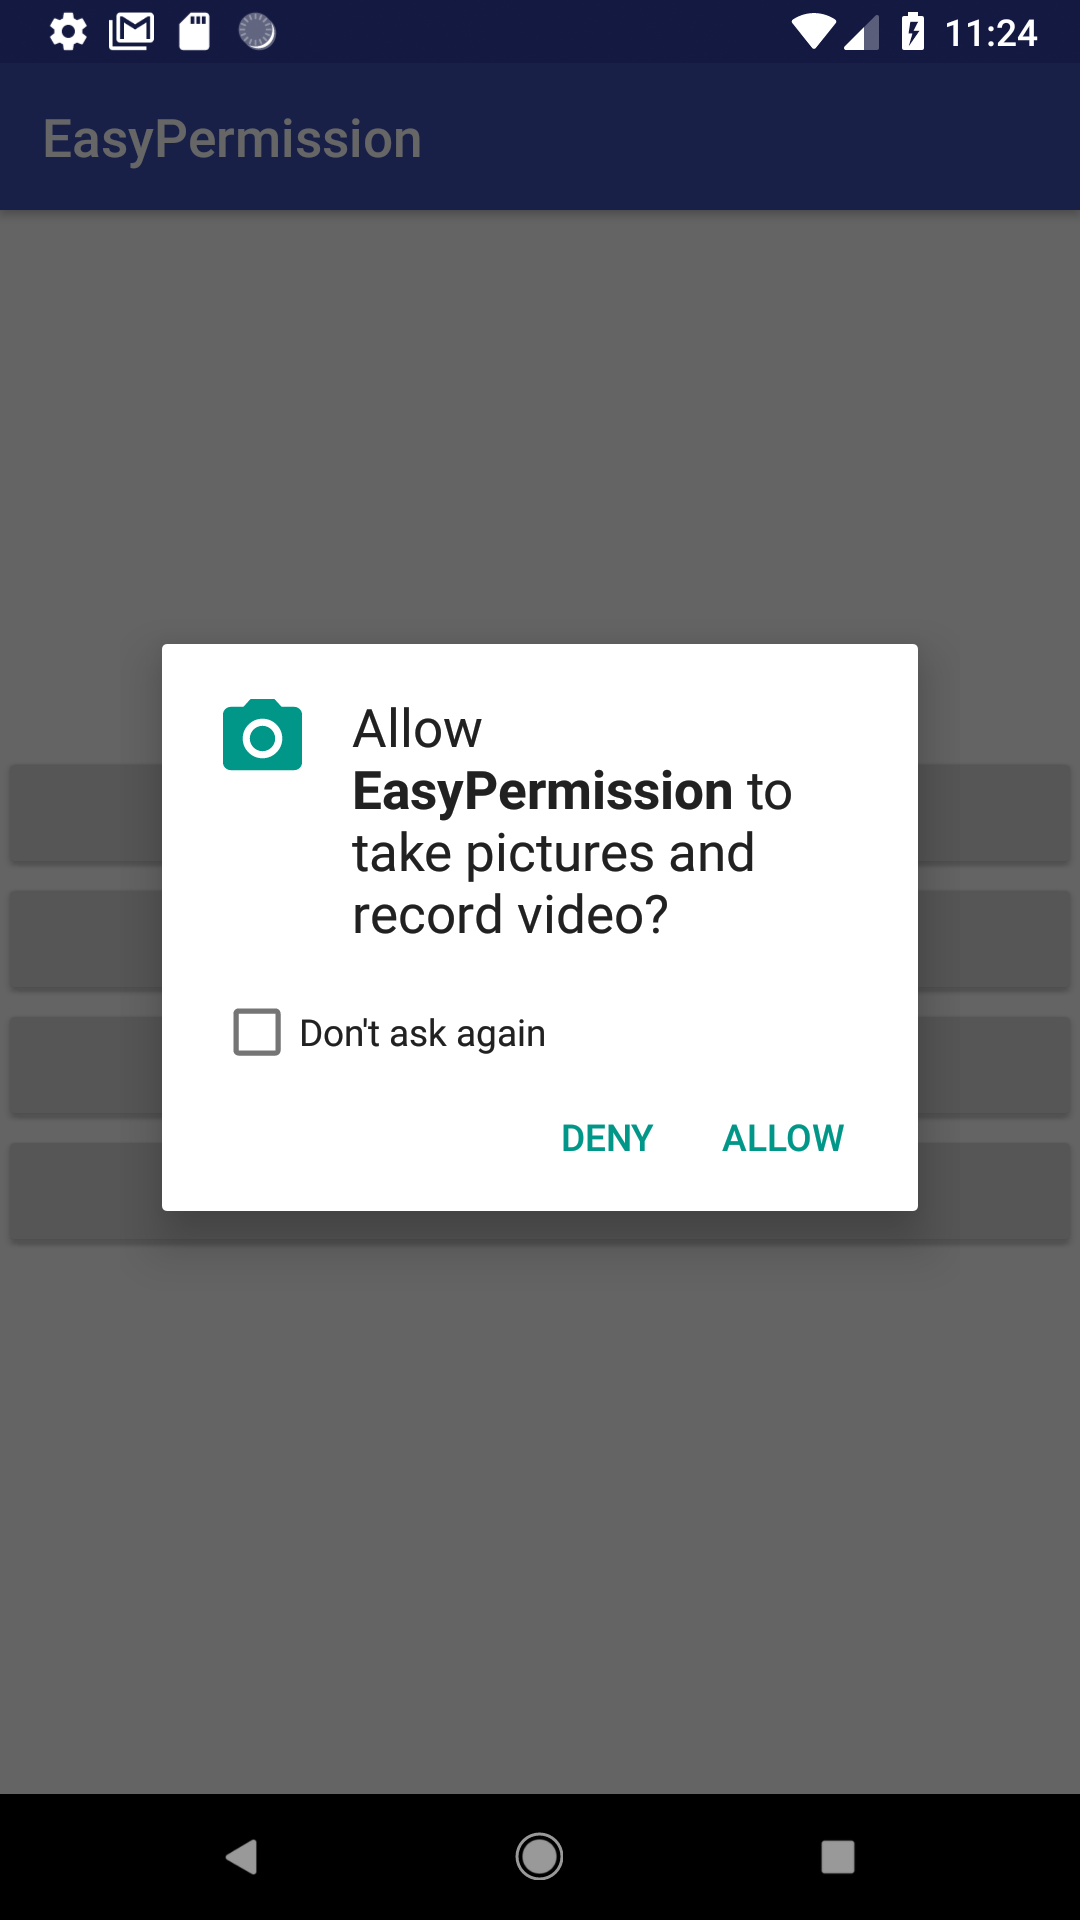 11:24
EasyPermission
Allow
EasyPermission to
take pictures and
record video?
Don't ask again
DENY ALLOW